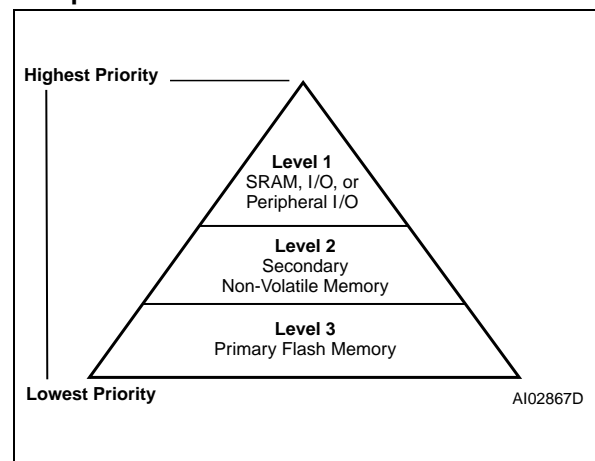 Highest Priority
Level 1
SRAM, I/O, or
Peripheral I/O
Level 2
Secondary
Non-Volatile Memory
Level 3
Primary Flash Memory
Lowest Priority
AI02867D